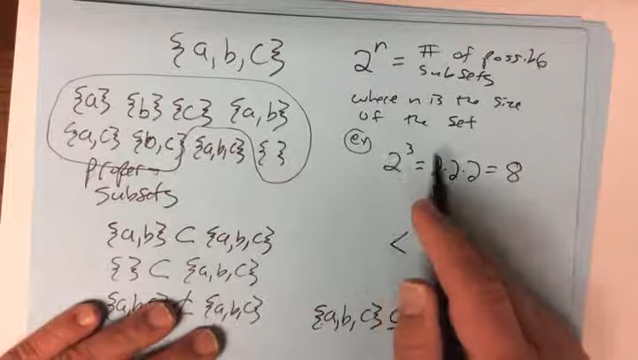 {a,b,c}
{a} {b} {c} {a,b}
{a,c} {b,c} {a,b,c} { }
proper
subsets
{a,b} ⊂ {a,b,c}
{ } ⊂ {a,b,c}
⊄ {a,b,c}
2ⁿ = # of possible
subsets
where n is the size
of the set
ex
2³ = 2·2·2 = 8
<
{a,b,c} ⊆